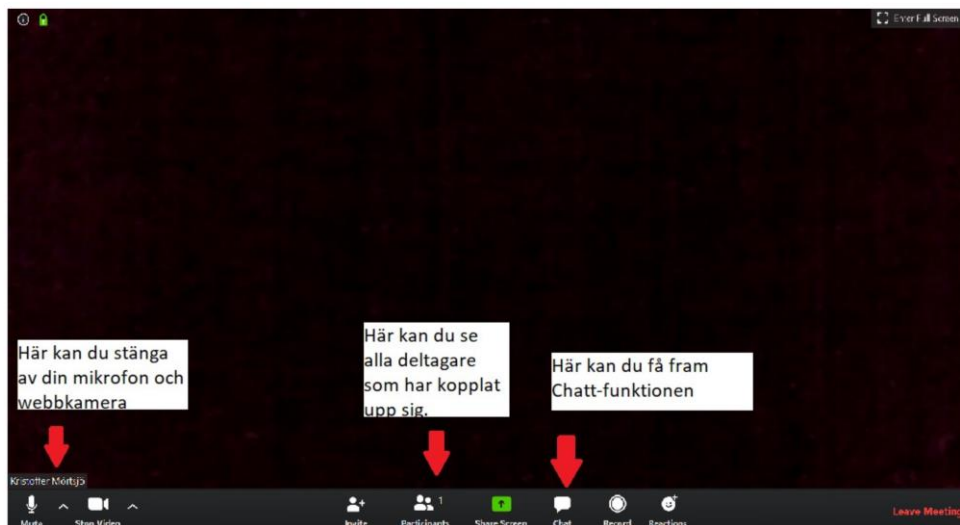 Enter Full Screen
Här kan du stänga
av din mikrofon och
webbkamera
Här kan du se
alla deltagare
som har kopplat
upp sig.
Här kan du få fram
Chatt-funktionen
Kristoffer Mörtsjö
1
Mute Stop Video Invite Participants Share Screen Chat Record Reactions
Leave Meeting